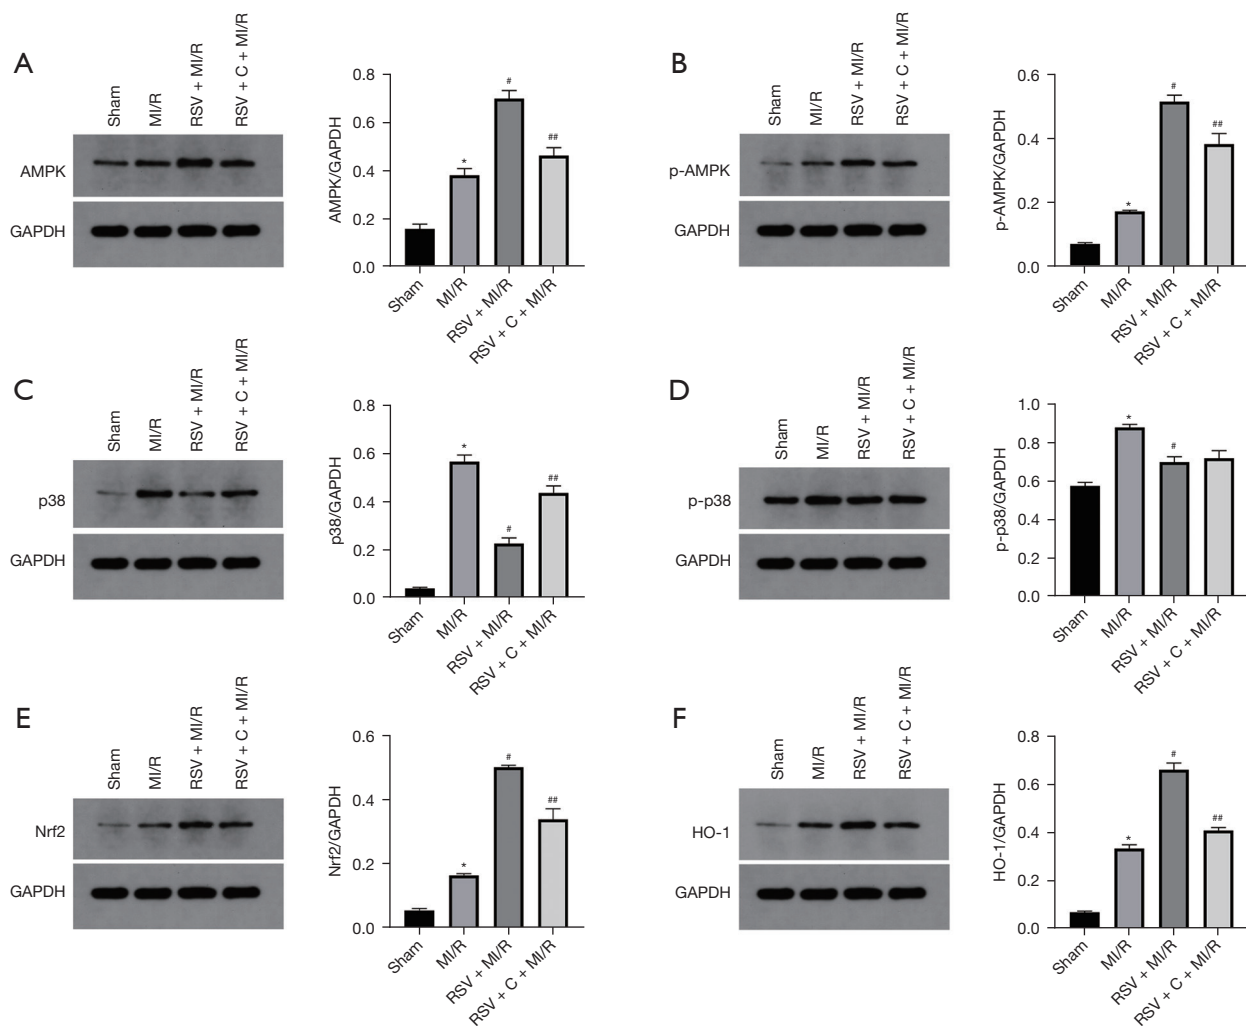 A
Sham
MI/R
RSV + MI/R
RSV + C + MI/R
AMPK
GAPDH
AMPK/GAPDH
0.8
0.6
0.4
0.2
0.0
*
#
##
Sham
MI/R
RSV + MI/R
RSV + C + MI/R
B
Sham
MI/R
RSV + MI/R
RSV + C + MI/R
p-AMPK
GAPDH
p-AMPK/GAPDH
0.6
0.4
0.2
0.0
*
#
##
Sham
MI/R
RSV + MI/R
RSV + C + MI/R
C
Sham
MI/R
RSV + MI/R
RSV + C + MI/R
p38
GAPDH
p38/GAPDH
0.8
0.6
0.4
0.2
0.0
*
#
##
Sham
MI/R
RSV + MI/R
RSV + C + MI/R
D
Sham
MI/R
RSV + MI/R
RSV + C + MI/R
p-p38
GAPDH
p-p38/GAPDH
1.0
0.8
0.6
0.4
0.2
0.0
*
#
Sham
MI/R
RSV + MI/R
RSV + C + MI/R
E
Sham
MI/R
RSV + MI/R
RSV + C + MI/R
Nrf2
GAPDH
Nrf2/GAPDH
0.6
0.4
0.2
0.0
*
#
##
Sham
MI/R
RSV + MI/R
RSV + C + MI/R
F
Sham
MI/R
RSV + MI/R
RSV + C + MI/R
HO-1
GAPDH
HO-1/GAPDH
0.8
0.6
0.4
0.2
0.0
*
#
##
Sham
MI/R
RSV + MI/R
RSV + C + MI/R